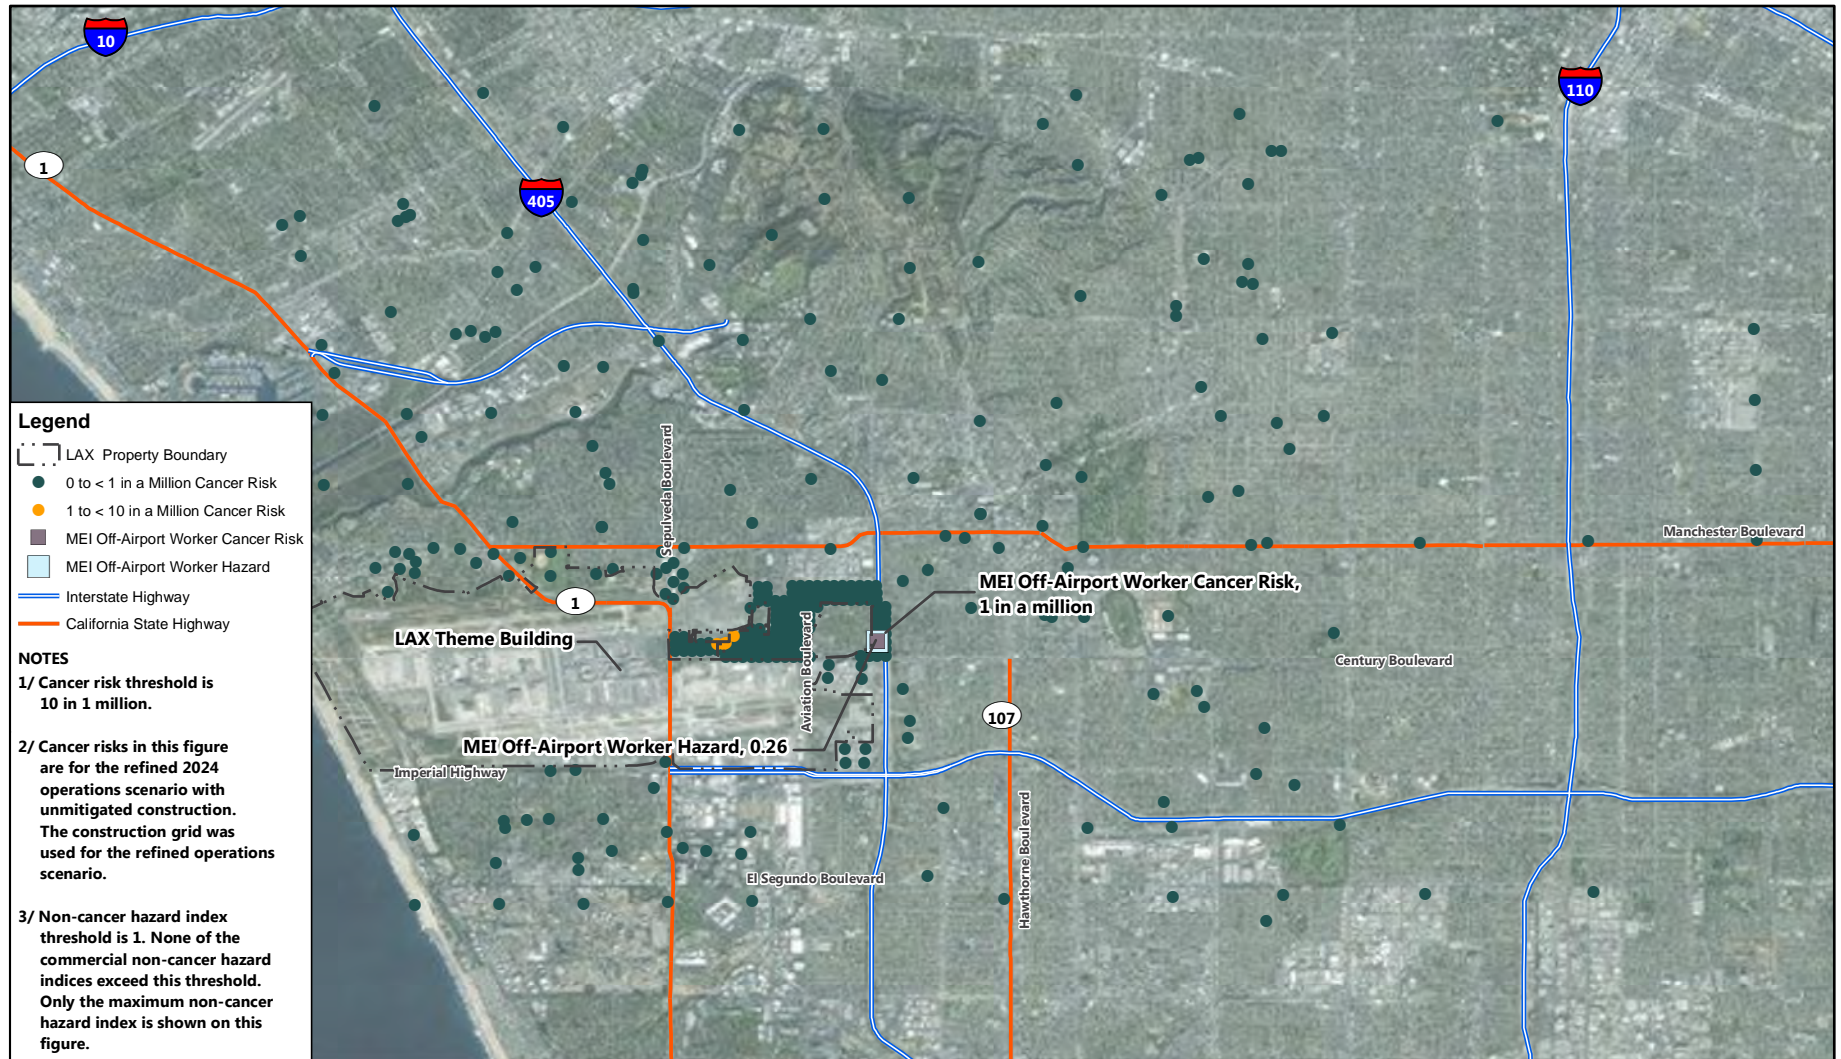 10
110
1
405
Legend
LAX Property Boundary
0 to < 1 in a Million Cancer Risk
1 to < 10 in a Million Cancer Risk
MEI Off-Airport Worker Cancer Risk
MEI Off-Airport Worker Hazard
Interstate Highway
California State Highway
NOTES
1/ Cancer risk threshold is
10 in 1 million.
2/ Cancer risks in this figure
are for the refined 2024
operations scenario with
unmitigated construction.
The construction grid was
used for the refined operations
scenario.
3/ Non-cancer hazard index
threshold is 1. None of the
commercial non-cancer hazard
indices exceed this threshold.
Only the maximum non-cancer
hazard index is shown on this
figure.
Sepulveda Boulevard
Manchester Boulevard
MEI Off-Airport Worker Cancer Risk,
1 in a million
1
LAX Theme Building
Aviation Boulevard
Century Boulevard
107
MEI Off-Airport Worker Hazard, 0.26
Imperial Highway
Hawthorne Boulevard
El Segundo Boulevard